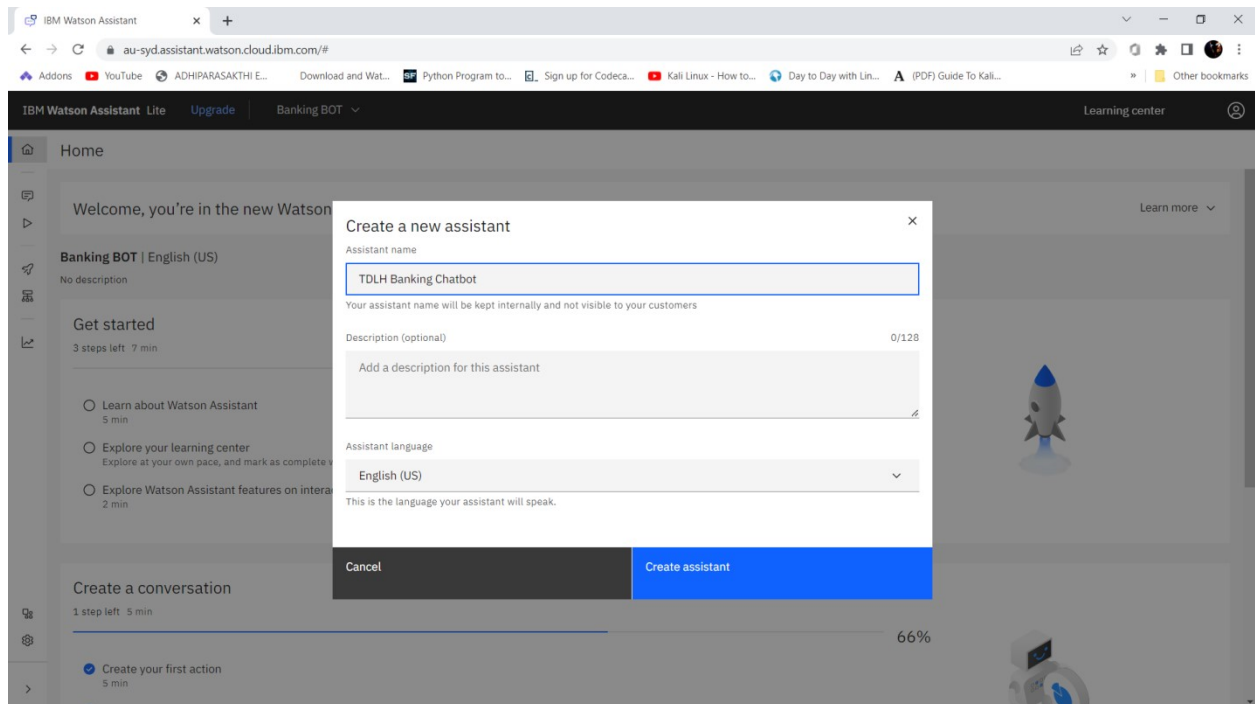 IBM Watson Assistant
au-syd.assistant.watson.cloud.ibm.com/#
Addons YouTube ADHIPARASAKTHI E... Download and Wat... SF Python Program to... Sign up for Codeca... Kali Linux - How to... Day to Day with Lin... A (PDF) Guide To Kali... » Other bookmarks
IBM Watson Assistant Lite Upgrade Banking BOT Learning center
Home
Welcome, you're in the new Watson Learn more
Banking BOT | English (US)
No description
Get started
3 steps left 7 min
Learn about Watson Assistant
5 min
Explore your learning center
Explore at your own pace, and mark as complete
Explore Watson Assistant features on
2 min
Create a new assistant
Assistant name
TDLH Banking Chatbot
Your assistant name will be kept internally and not visible to your customers
Description (optional) 0/128
Add a description for this assistant
Assistant language
English (US)
This is the language your assistant will speak.
Cancel Create assistant
Create a conversation
1 step left 5 min
66%
Create your first action
5 min